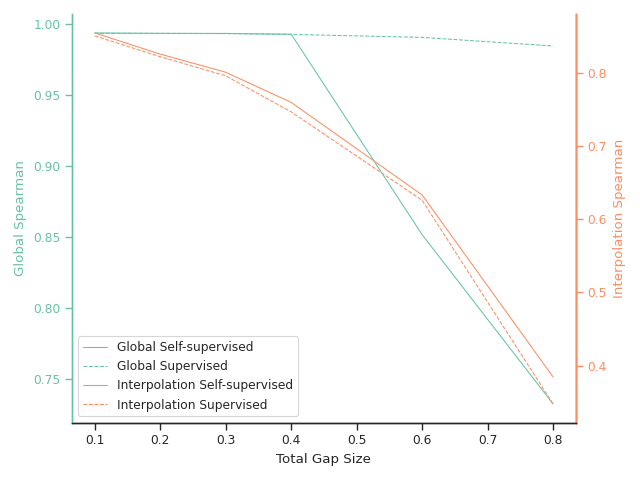 1.00
0.95
0.90
0.85
0.80
0.75
Global Spearman
0.8
0.7
0.6
0.5
0.4
Interpolation Spearman
Global Self-supervised
Global Supervised
Interpolation Self-supervised
Interpolation Supervised
0.1 0.2 0.3 0.4 0.5 0.6 0.7 0.8
Total Gap Size